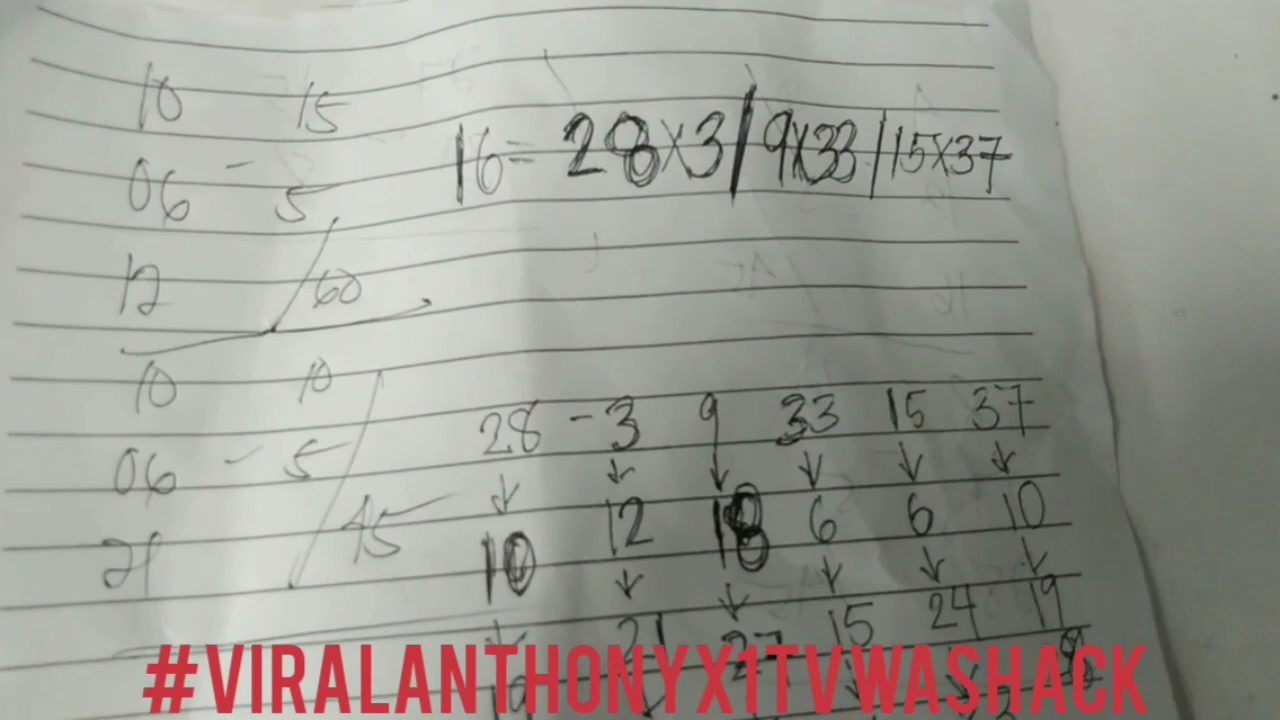 10 15
16 = 28x3/9x33/15x37
06 - 5
12 / 60
10 10
28 - 3 9 33 15 37
06 - 5
↓ ↓ ↓ ↓ ↓ ↓
45
10 12 18 6 6 10
21
↓ ↓ ↓ ↓ ↓
21 27 15 24 19
#VIRALANTHONYX1TVWASHACK
19